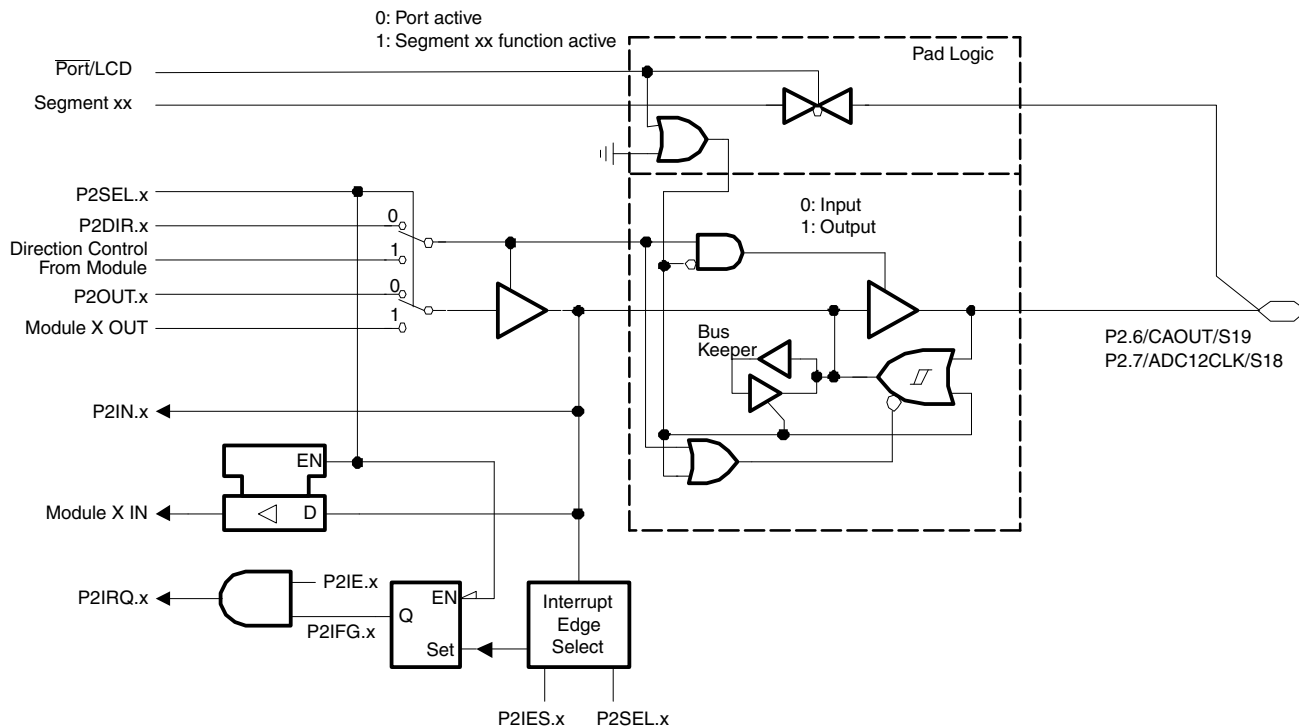 0: Port active
1: Segment xx function active
Pad Logic
Port/LCD
Segment xx
P2SEL.x
P2DIR.x
0
Direction Control
From Module
1
P2OUT.x
0
Module X OUT
1
0: Input
1: Output
Bus
Keeper
P2.6/CAOUT/S19
P2.7/ADC12CLK/S18
P2IN.x
EN
Module X IN
D
P2IRQ.x
P2IE.x
P2IFG.x
EN
Q
Set
Interrupt
Edge
Select
P2IES.x
P2SEL.x